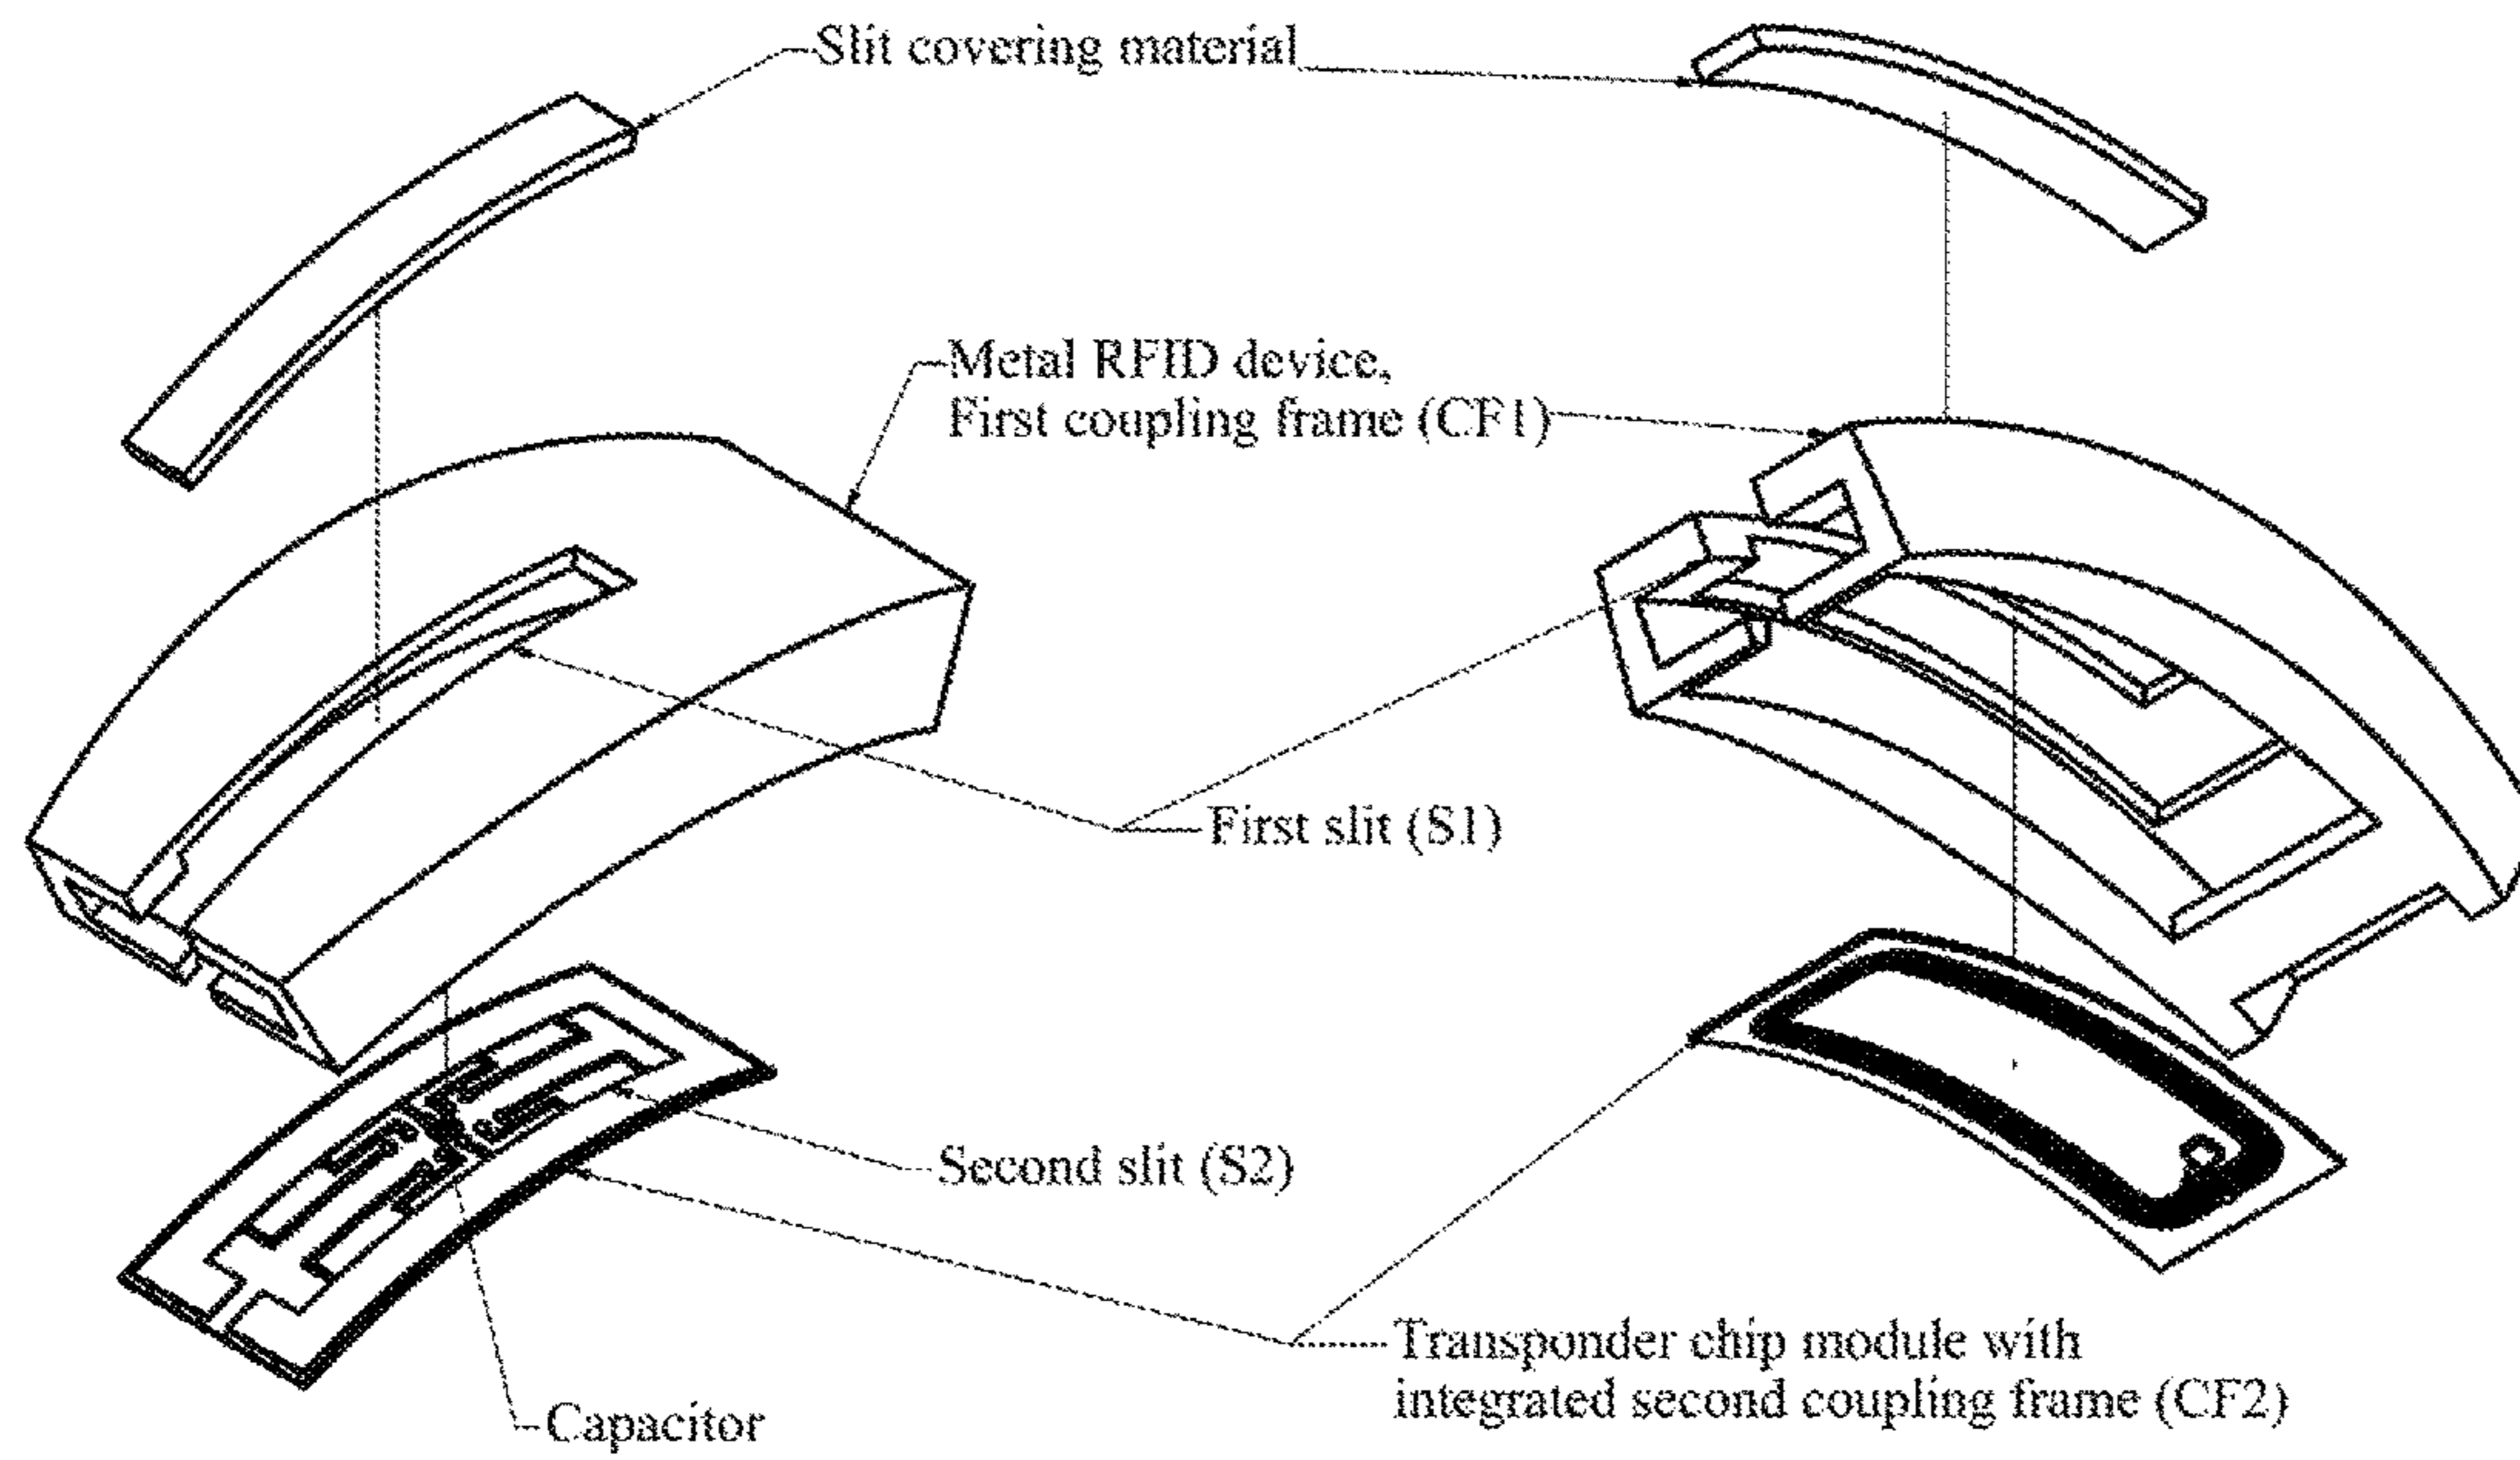 Slit covering material
Metal RFID device,
First coupling frame (CF1)
First slit (S1)
Second slit (S2)
Transponder chip module with
integrated second coupling frame (CF2)
Capacitor